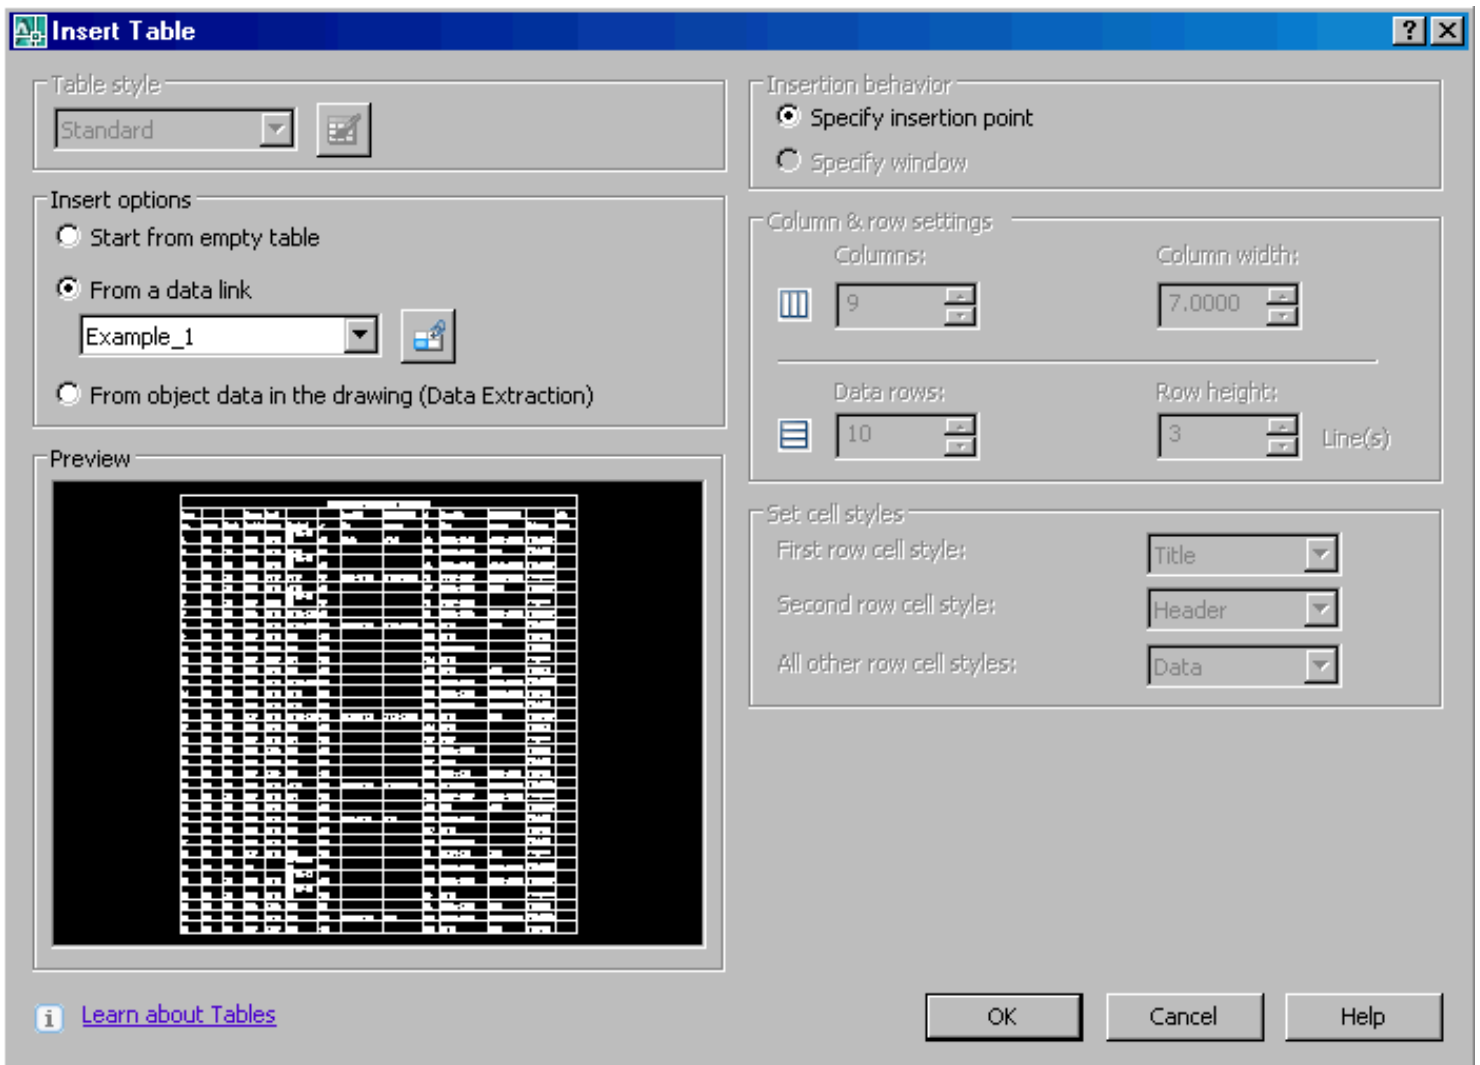 Insert Table
Table style
Standard
Insert options
Start from empty table
From a data link
Example_1
From object data in the drawing (Data Extraction)
Preview
Learn about Tables
Insertion behavior
Specify insertion point
Specify window
Column & row settings
Columns: Column width:
9 7.0000
Data rows: Row height:
10 3 Line(s)
Set cell styles
First row cell style: Title
Second row cell style: Header
All other row cell styles: Data
OK Cancel Help